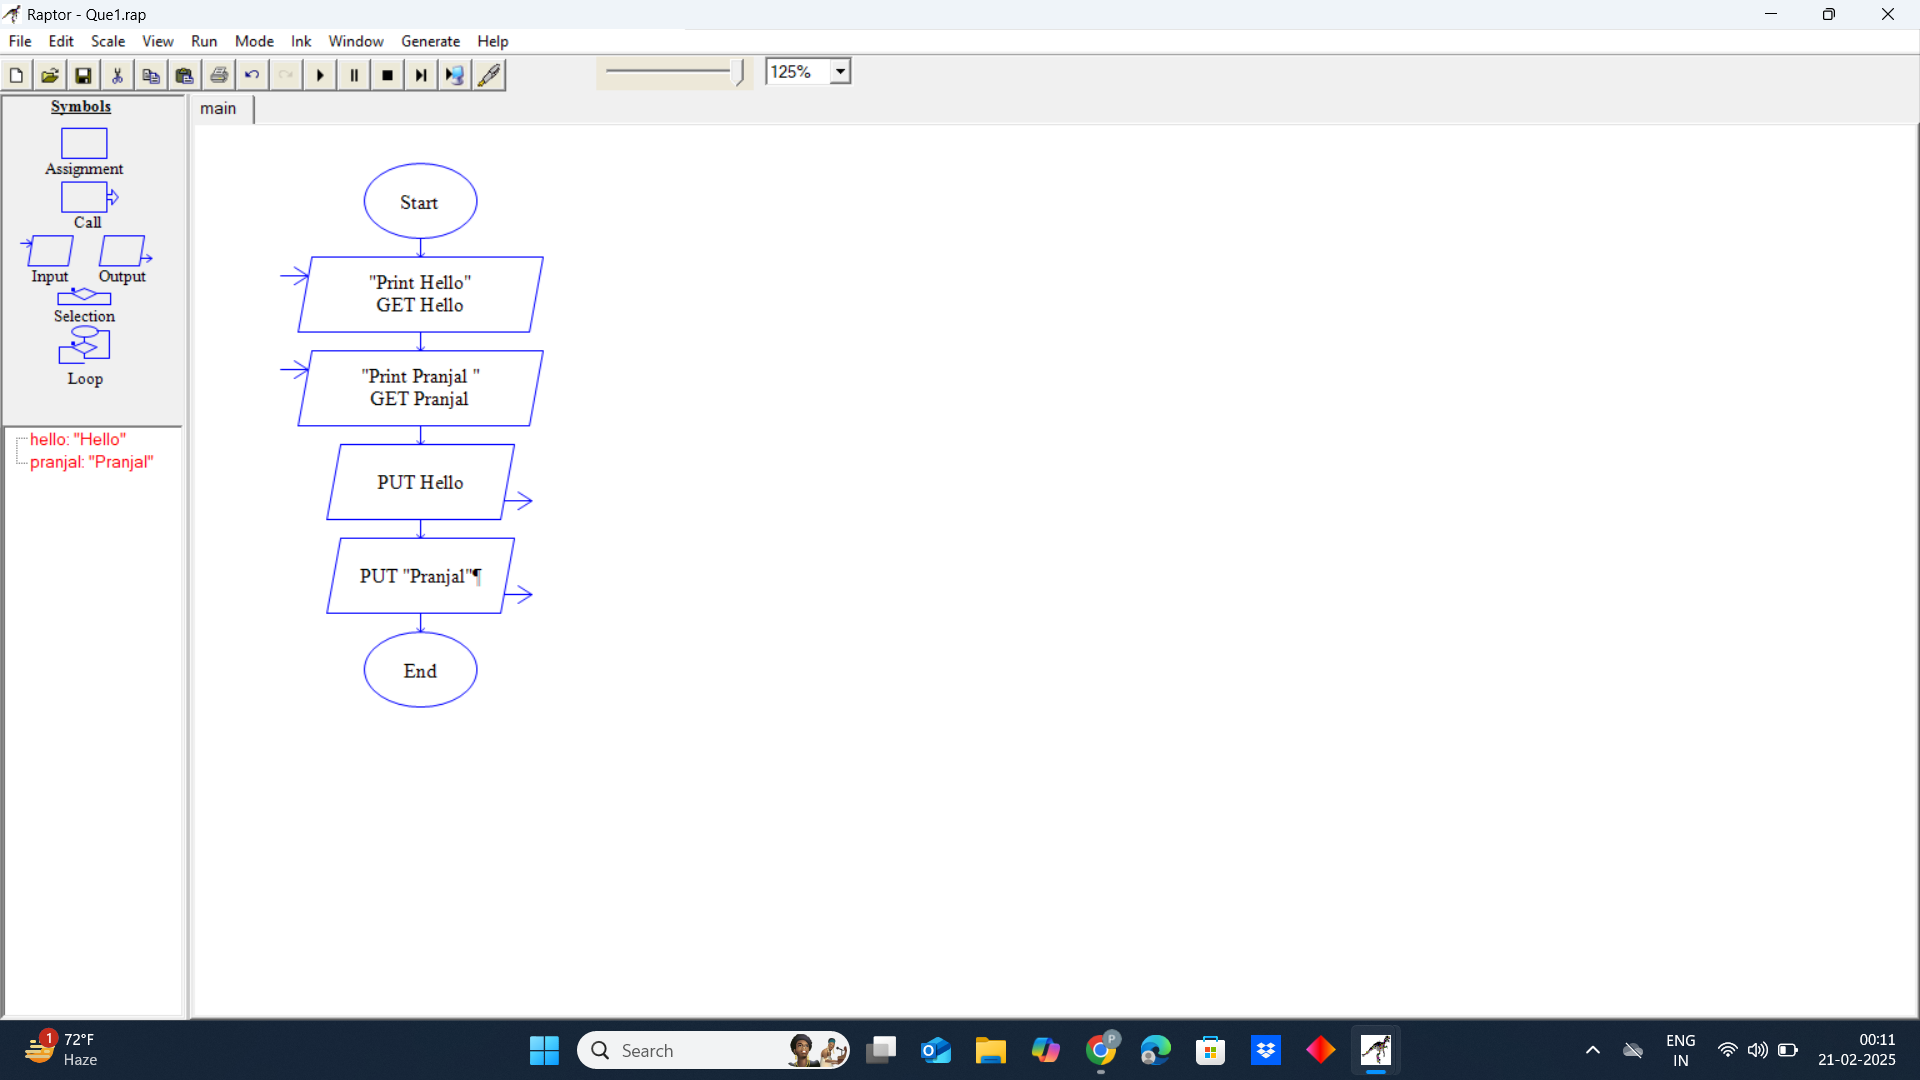 Raptor - Que1.rap
File Edit Scale View Run Mode Ink Window Generate Help
125%
Symbols
Assignment
Call
Input Output
Selection
Loop
hello: "Hello"
pranjal: "Pranjal"
main
Start
"Print Hello"
GET Hello
"Print Pranjal "
GET Pranjal
PUT Hello
PUT "Pranjal"¶
End
1
72°F
Haze
Search
P
ENG
IN
00:11
21-02-2025